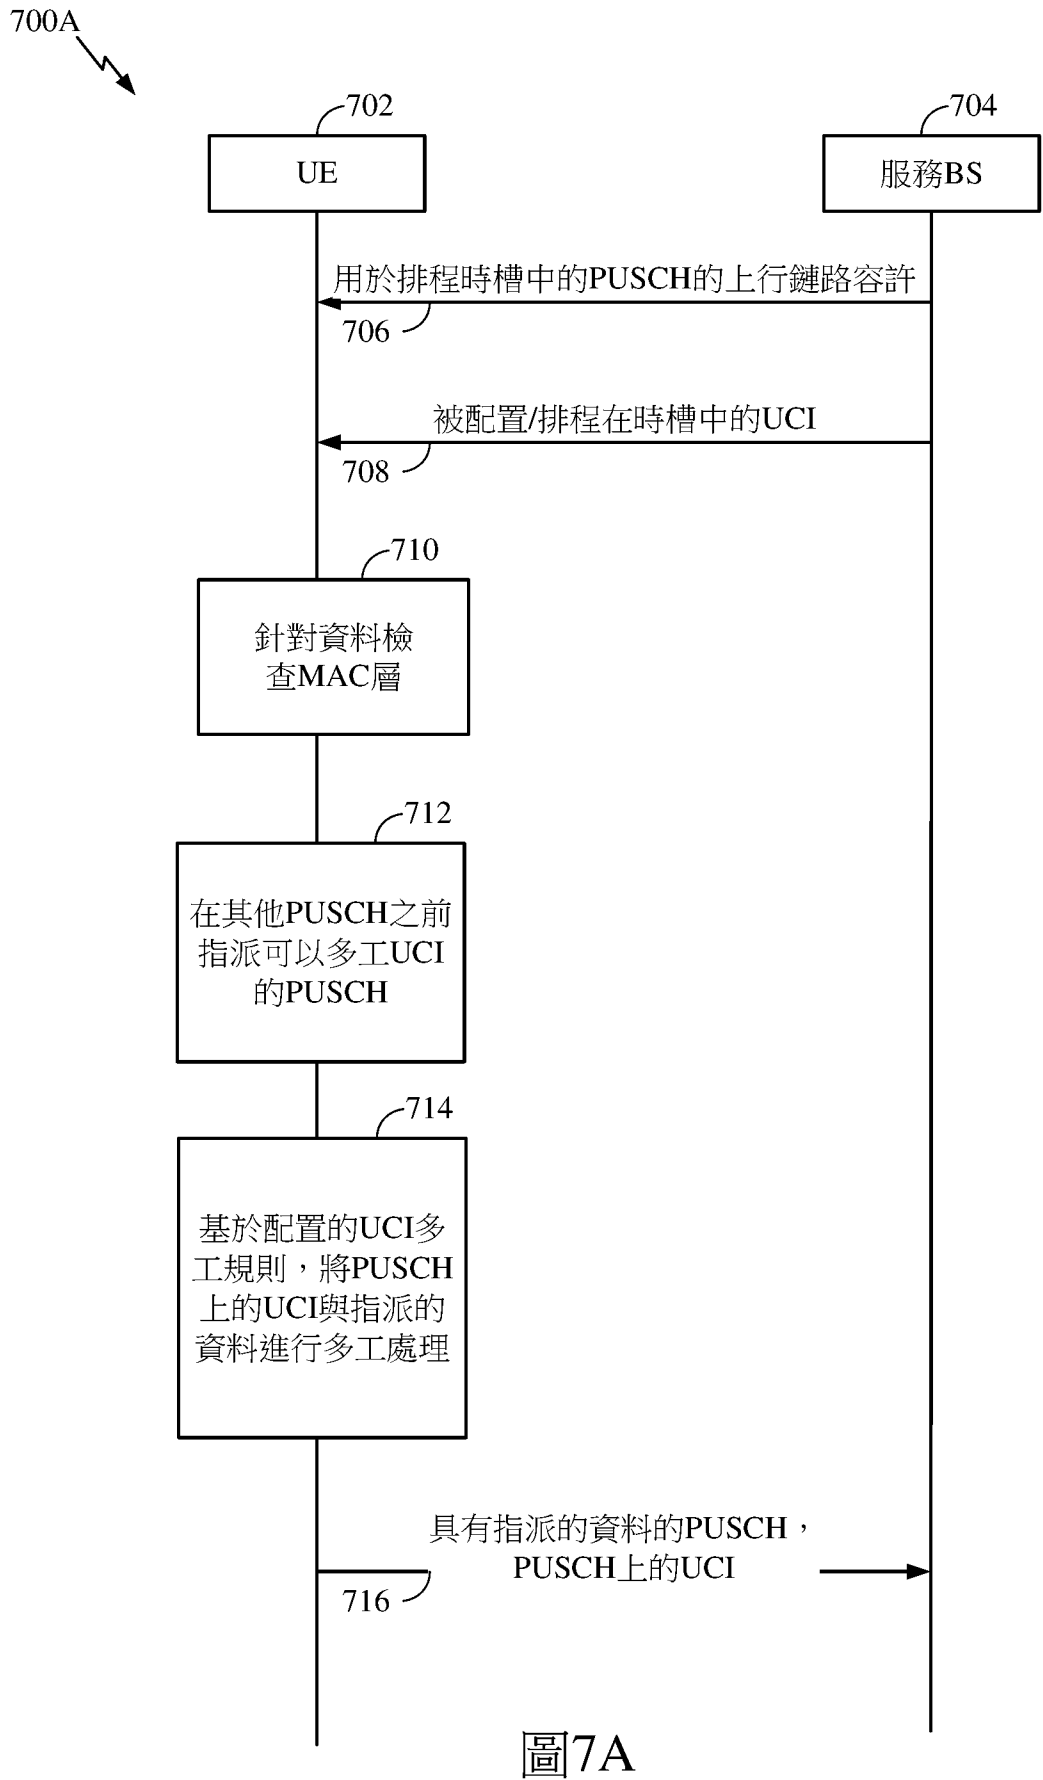 700A
702
704
UE
服務BS
用於排程時槽中的PUSCH的上行鏈路容許
706
被配置/排程在時槽中的UCI
708
710
針對資料檢
查MAC層
712
在其他PUSCH之前
指派可以多工UCI
的PUSCH
714
基於配置的UCI多
工規則，將PUSCH
上的UCI與指派的
資料進行多工處理
具有指派的資料的PUSCH，
PUSCH上的UCI
716
圖7A